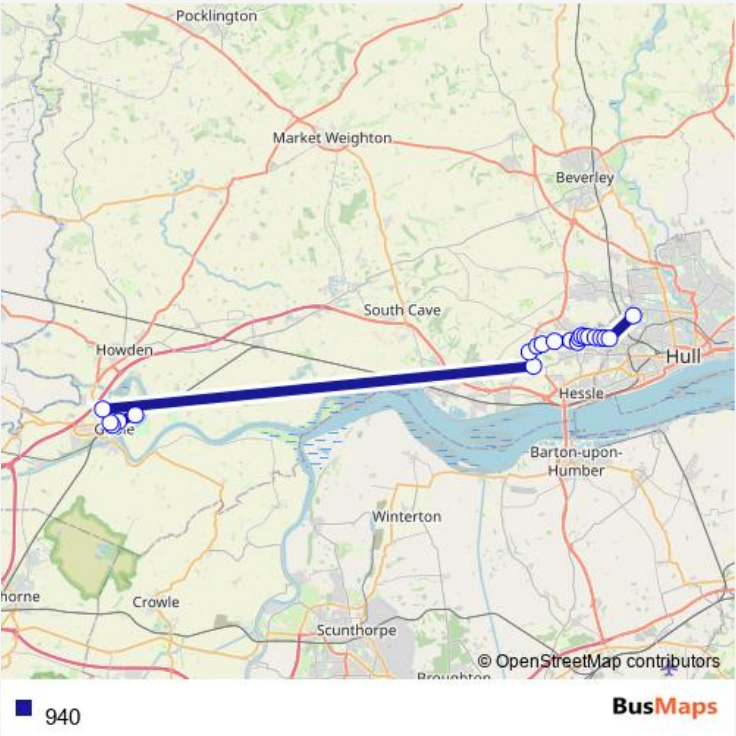 Pocklington
Market Weighton
Beverley
South Cave
Howden
Hull
Hessle
Barton-upon-
Humber
Winterton
horne
Crowle
Scunthorpe
© OpenStreetMap contributors
Broughton
940
BusMaps